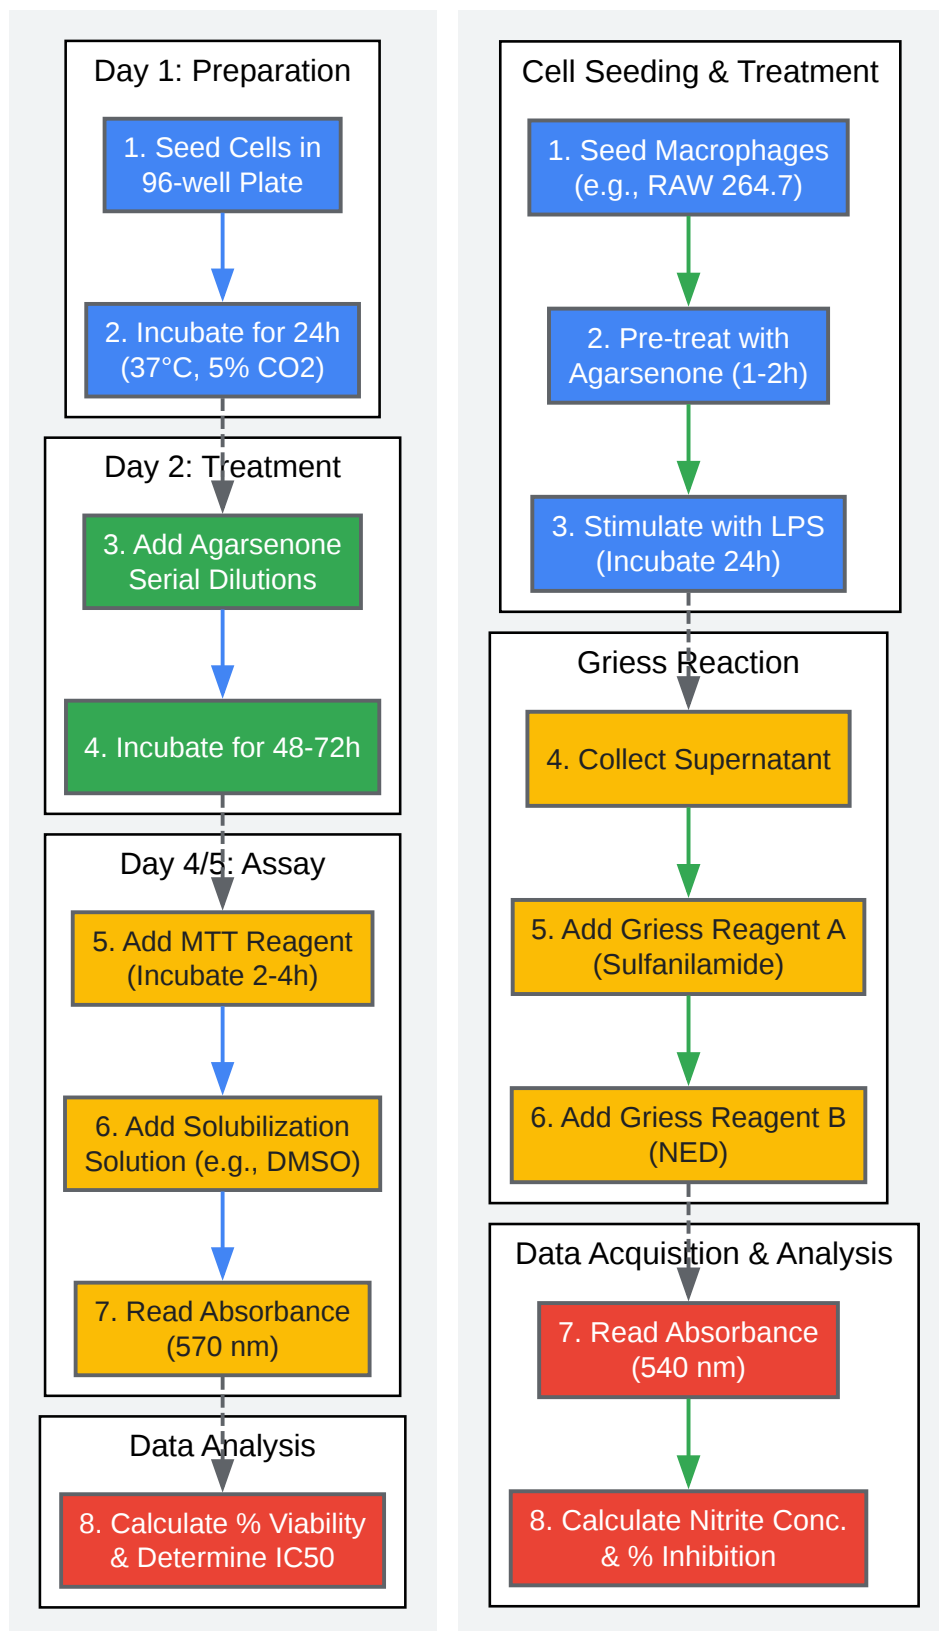 Day 1: Preparation
1. Seed Cells in
96-well Plate
2. Incubate for 24h
(37°C, 5% CO2)
Day 2: Treatment
3. Add Agarsenone
Serial Dilutions
4. Incubate for 48-72h
Day 4/5: Assay
5. Add MTT Reagent
(Incubate 2-4h)
6. Add Solubilization
Solution (e.g., DMSO)
7. Read Absorbance
(570 nm)
Data Analysis
8. Calculate % Viability
& Determine IC50
Cell Seeding & Treatment
1. Seed Macrophages
(e.g., RAW 264.7)
2. Pre-treat with
Agarsenone (1-2h)
3. Stimulate with LPS
(Incubate 24h)
Griess Reaction
4. Collect Supernatant
5. Add Griess Reagent A
(Sulfanilamide)
6. Add Griess Reagent B
(NED)
Data Acquisition & Analysis
7. Read Absorbance
(540 nm)
8. Calculate Nitrite Conc.
& % Inhibition